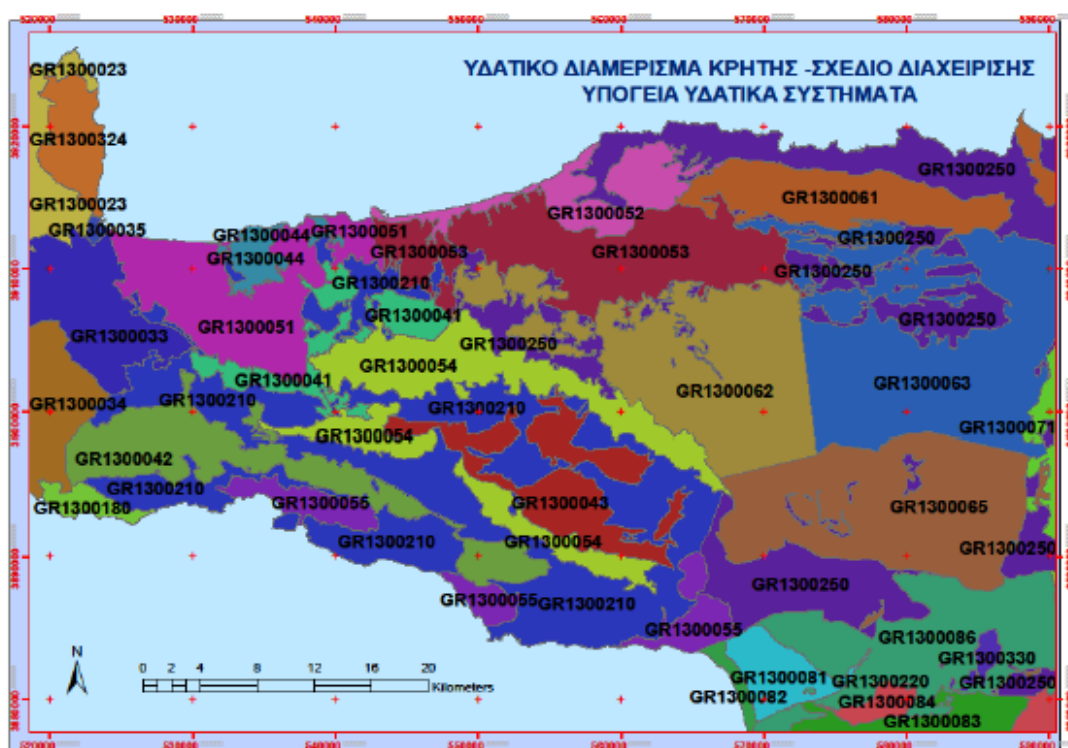 ΥΔΑΤΙΚΟ ΔΙΑΜΕΡΙΣΜΑ ΚΡΗΤΗΣ -ΣΧΕΔΙΟ ΔΙΑΧΕΙΡΙΣΗΣ
ΥΠΟΓΕΙΑ ΥΔΑΤΙΚΑ ΣΥΣΤΗΜΑΤΑ
GR1300023
GR1300324
GR1300250
GR1300061
GR1300023
GR1300052
GR1300035
GR1300044
GR1300051
GR1300250
GR1300053
GR1300053
GR1300044
GR1300250
GR1300210
GR1300041
GR1300250
GR1300051
GR1300033
GR1300250
GR1300054
GR1300041
GR1300062
GR1300063
GR1300210
GR1300034
GR1300210
GR1300071
GR1300054
GR1300042
GR1300210
GR1300055
GR1300043
GR1300065
GR1300180
GR1300210
GR1300054
GR1300250
GR1300250
GR1300055
GR1300210
GR1300055
GR1300086
GR1300330
GR1300081
GR1300220
GR1300250
GR1300082
GR1300084
GR1300083
N
0 2 4 8 12 16 20
Kilometers